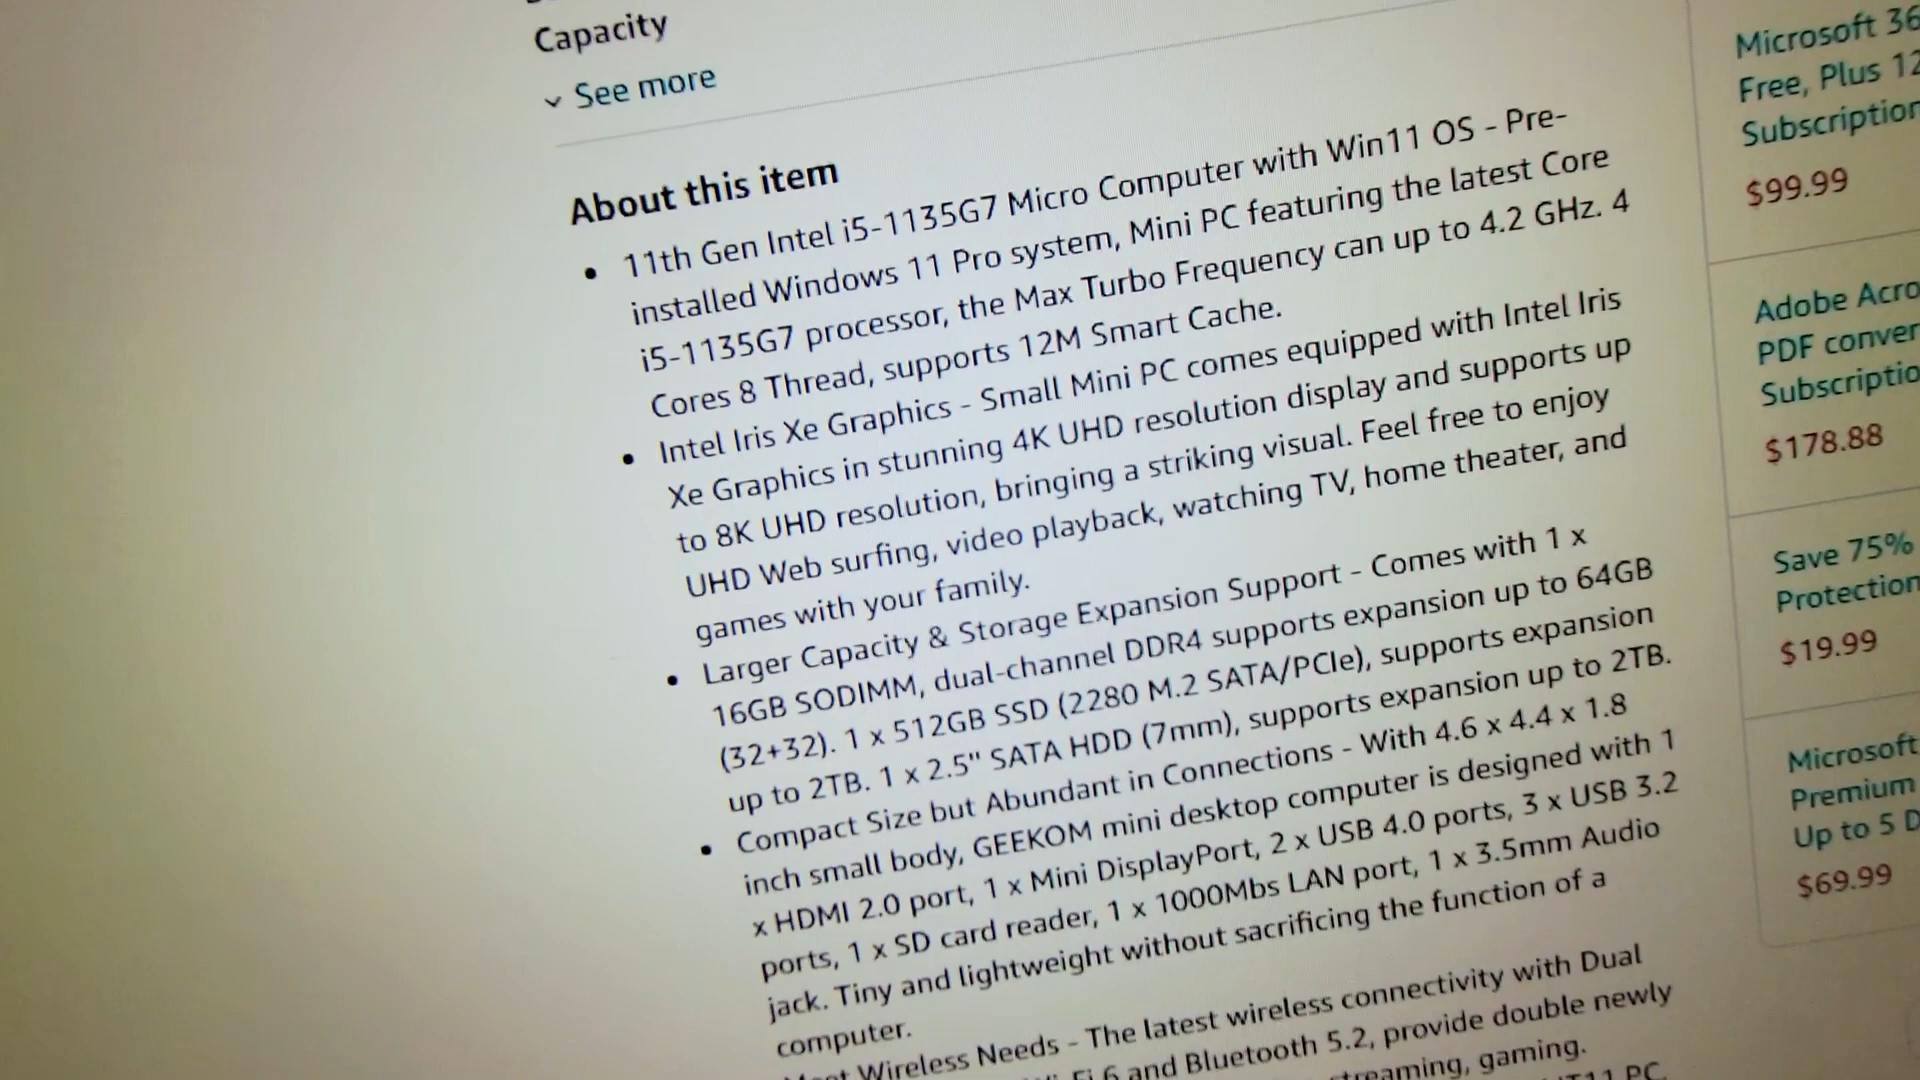 Capacity
See more
About this item
11th Gen Intel i5-1135G7 Micro Computer with Win11 OS - Pre-
installed Windows 11 Pro system, Mini PC featuring the latest Core
i5-1135G7 processor, the Max Turbo Frequency can up to 4.2 GHz. 4
Cores 8 Thread, supports 12M Smart Cache.
Intel Iris Xe Graphics - Small Mini PC comes equipped with Intel Iris
Xe Graphics in stunning 4K UHD resolution display and supports up
to 8K UHD resolution, bringing a striking visual. Feel free to enjoy
UHD Web surfing, video playback, watching TV, home theater, and
games with your family.
Larger Capacity & Storage Expansion Support - Comes with 1 x
16GB SODIMM, dual-channel DDR4 supports expansion up to 64GB
(32+32). 1 x 512GB SSD (2280 M.2 SATA/PCIe), supports expansion
up to 2TB. 1 x 2.5" SATA HDD (7mm), supports expansion up to 2TB.
Compact Size but Abundant in Connections - With 4.6 x 4.4 x 1.8
inch small body, GEEKOM mini desktop computer is designed with 1
x HDMI 2.0 port, 1 x Mini DisplayPort, 2 x USB 4.0 ports, 3 x USB 3.2
ports, 1 x SD card reader, 1 x 1000Mbs LAN port, 1 x 3.5mm Audio
jack. Tiny and lightweight without sacrificing the function of a
computer.
Wireless Needs - The latest wireless connectivity with Dual
6 and Bluetooth 5.2, provide double newly
streaming, gaming.
PC
Microsoft 36
Free, Plus 12
Subscription
$99.99
Adobe Acro
PDF conver
Subscriptio
$178.88
Save 75%
Protection
$19.99
Microsoft
Premium
Up to 5 D
$69.99